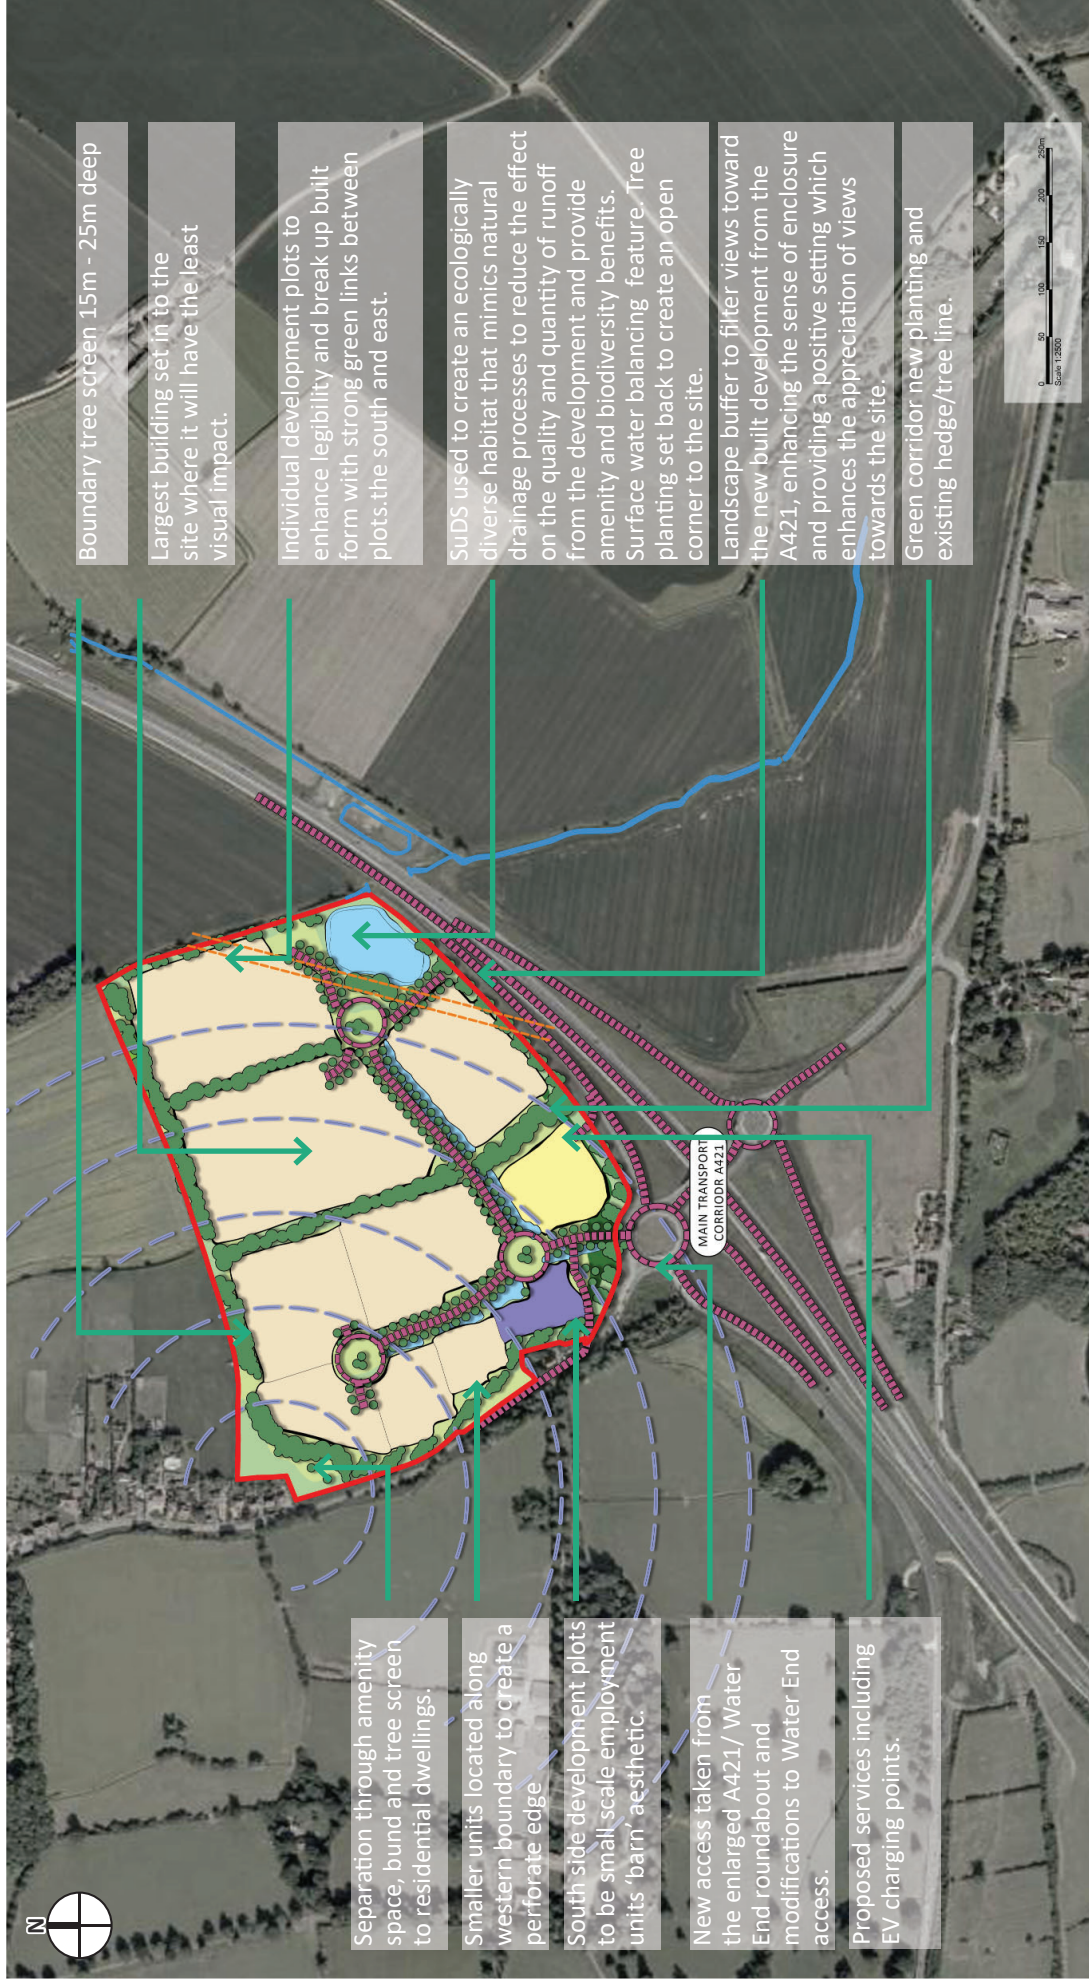 N
Separation through amenity
space, bund and tree screen
to residential dwellings.
Smaller units located along
western boundary to create a
perforate edge
South side development plots
to be small scale employment
units ‘barn’ aesthetic.
New access taken from
the enlarged A421/ Water
End roundabout and
modifications to Water End
access.
Proposed services including
EV charging points.
MAIN TRANSPORT
CORRIODR A421
Boundary tree screen 15m - 25m deep
Largest building set in to the
site where it will have the least
visual impact.
Individual development plots to
enhance legibility and break up built
form with strong green links between
plots.the south and east.
SuDS used to create an ecologically
diverse habitat that mimics natural
drainage processes to reduce the effect
on the quality and quantity of runoff
from the development and provide
amenity and biodiversity benefits.
Surface water balancing feature. Tree
planting set back to create an open
corner to the site.
Landscape buffer to filter views toward
the new built development from the
A421, enhancing the sense of enclosure
and providing a positive setting which
enhances the appreciation of views
towards the site.
Green corridor new planting and
existing hedge/tree line.
0 50 100 150 200 250m
Scale 1:2500